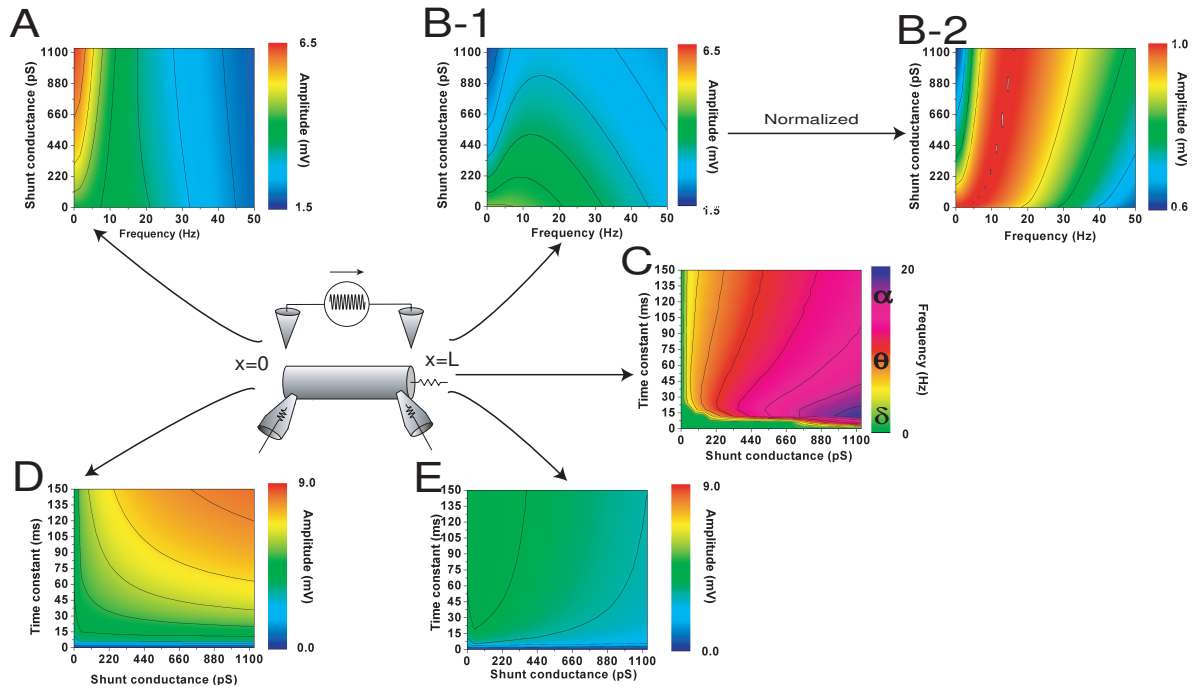 A
B-1
B-2
1100
880
660
440
220
0
Shunt conductance (pS)
0 10 20 30 40 50
Frequency (Hz)
6.5
1.5
Amplitude (mV)
1100
880
660
440
220
0
Shunt conductance (pS)
0 10 20 30 40 50
Frequency (Hz)
6.5
1.5
Amplitude (mV)
Normalized
1100
880
660
440
220
0
Shunt conductance (pS)
0 10 20 30 40 50
Frequency (Hz)
1.0
0.6
Amplitude (mV)
x=0
x=L
C
150
135
120
105
90
75
60
45
30
15
0
Time constant (ms)
0 220 440 660 880 1100
Shunt conductance (pS)
20
α
θ
δ
0
Frequency (Hz)
D
150
135
120
105
90
75
60
45
30
15
0
Time constant (ms)
0 220 440 660 880 1100
Shunt conductance (pS)
9.0
0.0
Amplitude (mV)
E
150
135
120
105
90
75
60
45
30
15
0
Time constant (ms)
0 220 440 660 880 1100
Shunt conductance (pS)
9.0
0.0
Amplitude (mV)